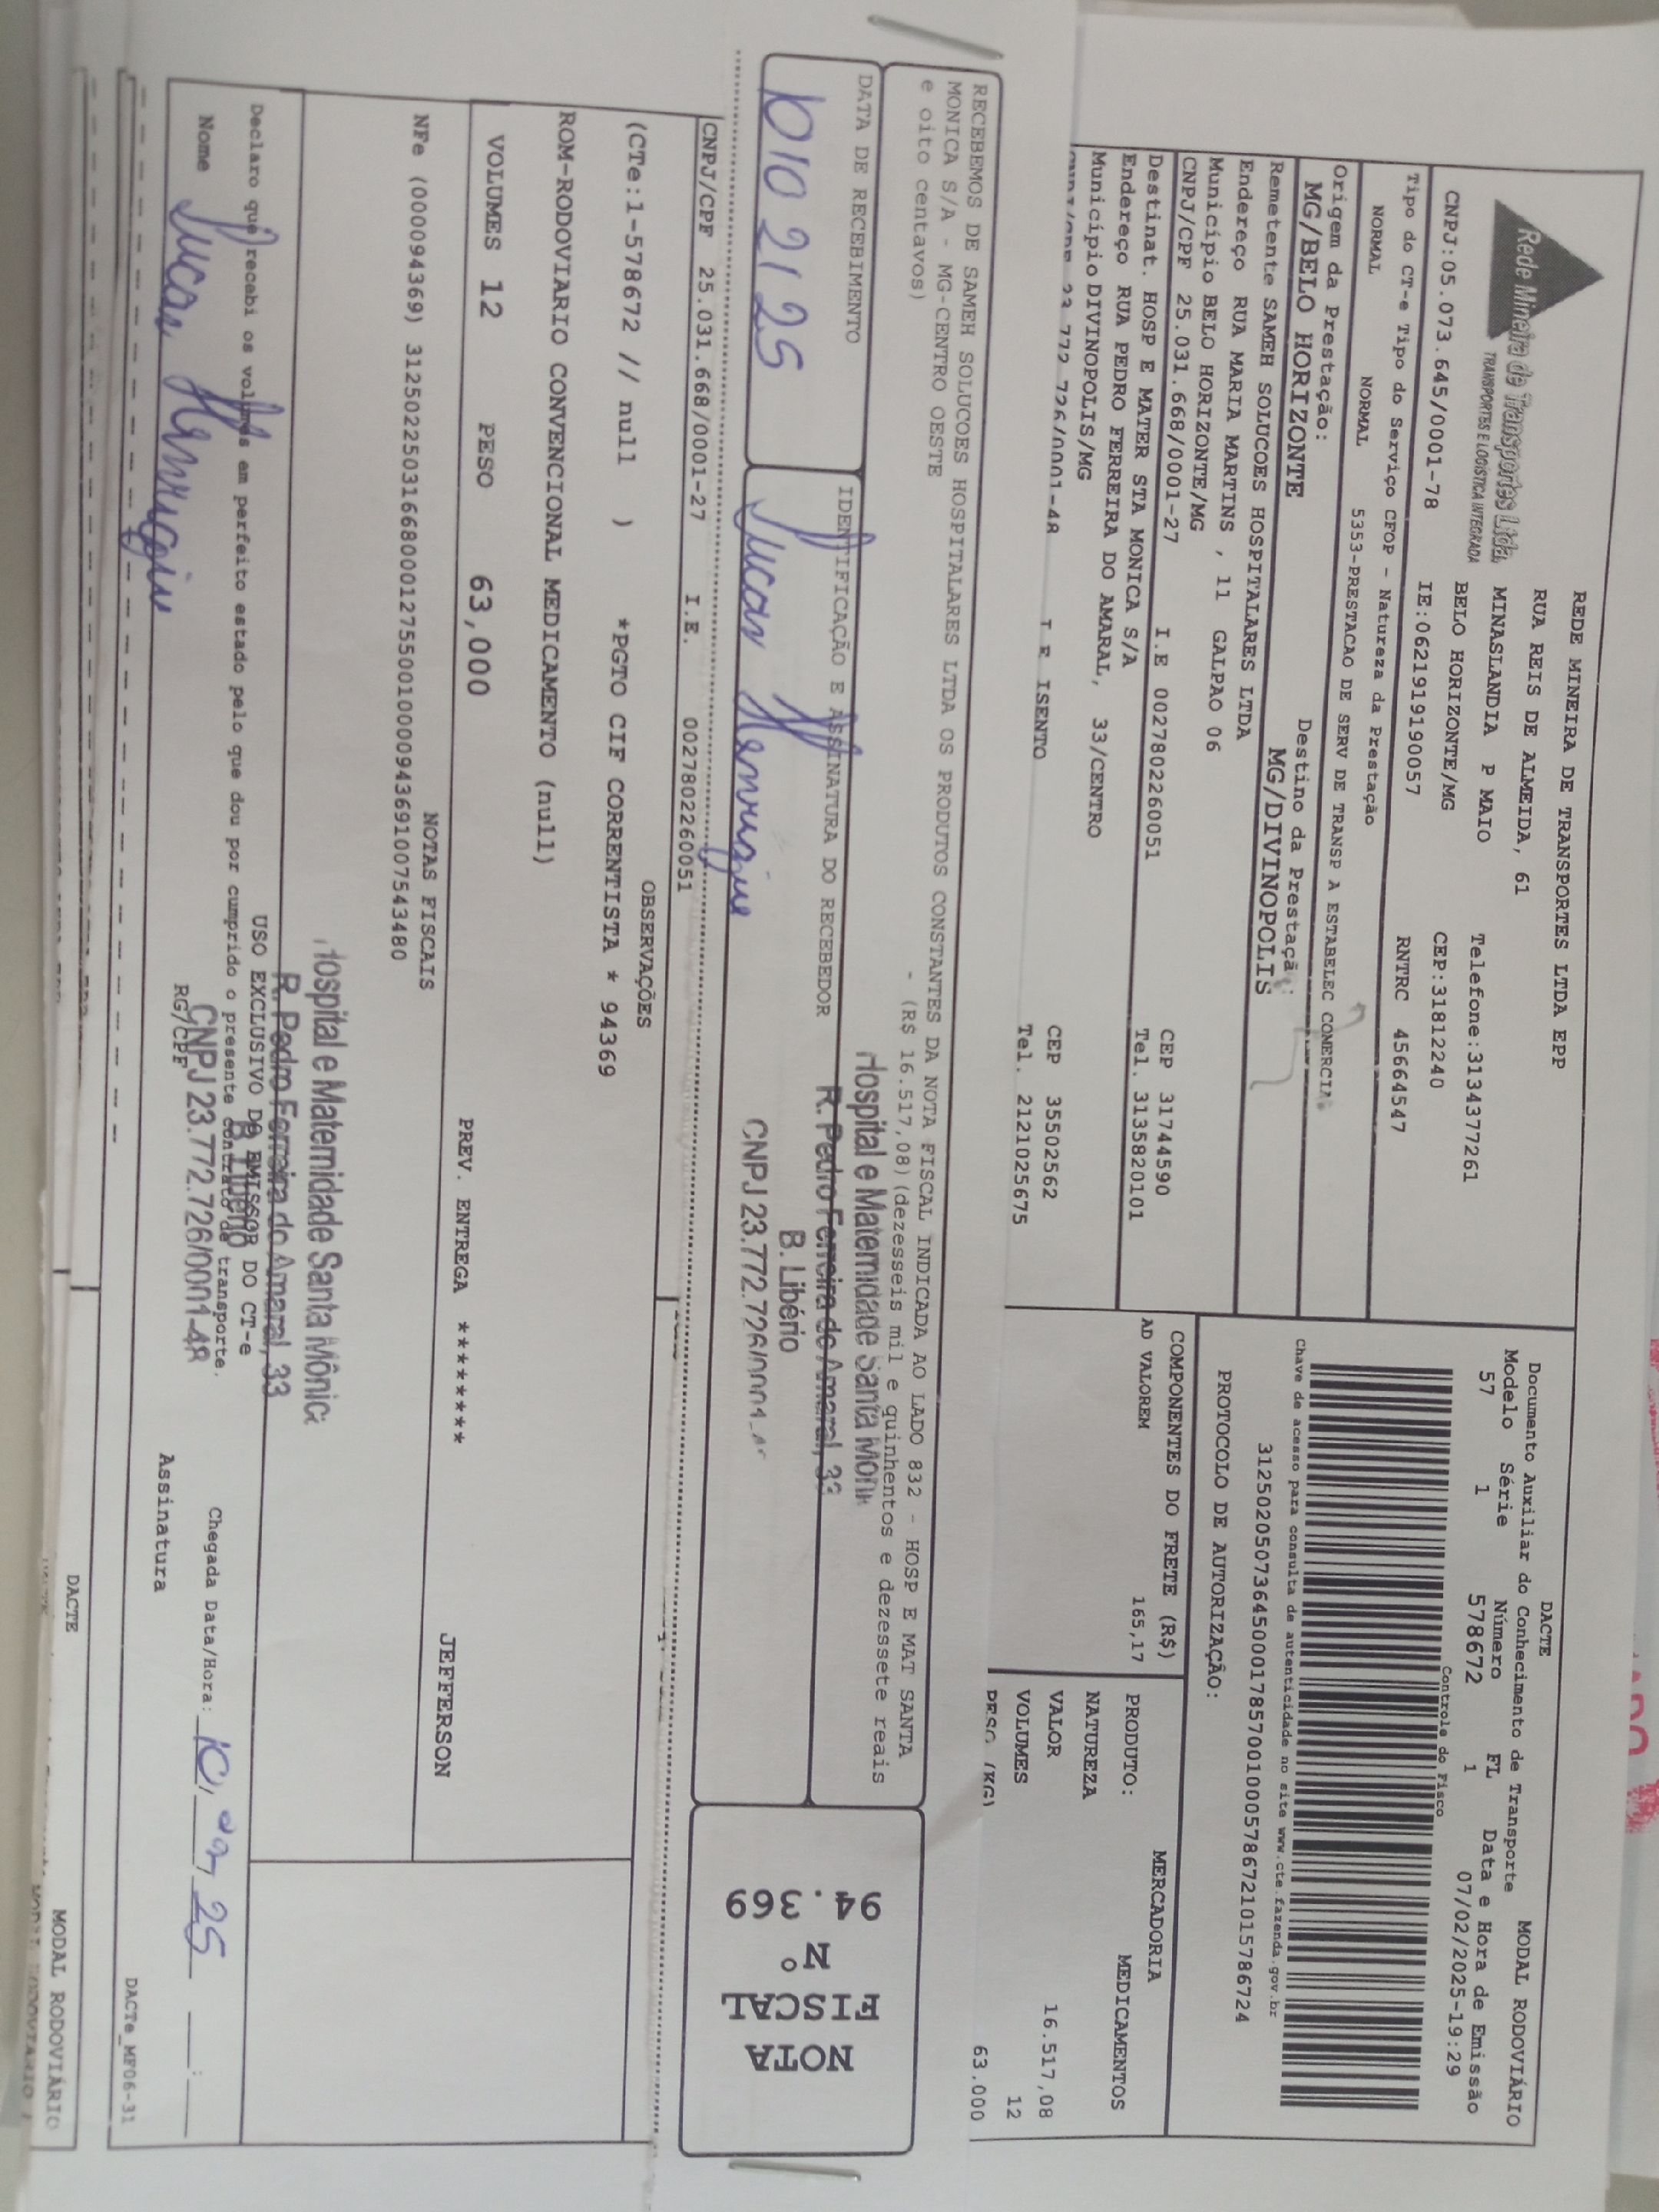 Rede Mineira de Transportes Ltda.
TRANSPORTES E LOGÍSTICA INTEGRADA
CNPJ:05.073.645/0001-78
REDE MINEIRA DE TRANSPORTES LTDA EPP
RUA REIS DE ALMEIDA, 61
MINASLANDIA P MAIO Telefone:3134377261
BELO HORIZONTE/MG CEP:31812240
IE:0621919190057 RNTRC 45664547
Tipo do CT-e Tipo do Serviço CFOP - Natureza da Prestação
NORMAL NORMAL 5353-PRESTACAO DE SERV DE TRANSP A ESTABELEC COMERCIA
Origem da Prestação: Destino da Prestaçã :
MG/BELO HORIZONTE MG/DIVINOPOLIS
Remetente SAMEH SOLUCOES HOSPITALARES LTDA
Endereço RUA MARIA MARTINS , 11 GALPAO 06
Município BELO HORIZONTE/MG CEP 31744590
CNPJ/CPF 25.031.668/0001-27 I.E 0027802260051 Tel. 3135820101
Destinat. HOSP E MATER STA MONICA S/A
Endereço RUA PEDRO FERREIRA DO AMARAL, 33/CENTRO
Município DIVINOPOLIS/MG CEP 35502562
CNPJ/CPF 23.772.726/0001-48 I.E ISENTO Tel. 2121025675
DACTE MODAL RODOVIÁRIO
Documento Auxiliar do Conhecimento de Transporte
Modelo Série Número FL Data e Hora de Emissão
57 1 578672 1 07/02/2025-19:29
Controle do Fisco
Chave de acesso para consulta de autenticidade no site www.cte.fazenda.gov.br
31250205073645000178570010005786721015786724
PROTOCOLO DE AUTORIZAÇÃO:
COMPONENTES DO FRETE (R$)
AD VALOREM 165,17
MERCADORIA
PRODUTO: MEDICAMENTOS
NATUREZA
VALOR 16.517,08
VOLUMES 12
PESO (KG) 63.000
RECEBEMOS DE SAMEH SOLUCOES HOSPITALARES LTDA OS PRODUTOS CONSTANTES DA NOTA FISCAL INDICADA AO LADO 832 - HOSP E MAT SANTA
MONICA S/A - MG-CENTRO OESTE - (R$ 16.517,08)(dezesseis mil e quinhentos e dezessete reais
e oito centavos)
DATA DE RECEBIMENTO IDENTIFICAÇÃO E ASSINATURA DO RECEBEDOR
10 02 25 Lucas Henrique
Hospital e Maternidade Santa Môni
R. Pedro Ferreira do Amaral, 33
B. Libério
CNPJ 23.772.726/0001
NOTA
FISCAL
Nº
94.369
CNPJ/CPF 25.031.668/0001-27 I.E. 0027802260051
OBSERVAÇÕES
(CTe:1-578672 // null ) *PGTO CIF CORRENTISTA * 94369
ROM-RODOVIARIO CONVENCIONAL MEDICAMENTO (null)
VOLUMES 12 PESO 63,000 PREV. ENTREGA ******** JEFFERSON
NOTAS FISCAIS
NFe (000094369) 31250225031668000127550010000943691007543480
Hospital e Maternidade Santa Mônic
R. Pedro Ferreira do Amaral, 33
CNPJ 23.772.726/0001-48
USO EXCLUSIVO DO EMISSOR DO CT-e
Declaro que recebi os volumes em perfeito estado pelo que dou por cumprido o presente contrato de transporte.
Nome Lucas Henrique RG/CPF
Assinatura
Chegada Data/Hora: 10, 02, 25
DACTe_MF06-31
DACTE
MODAL RODOVIÁRIO